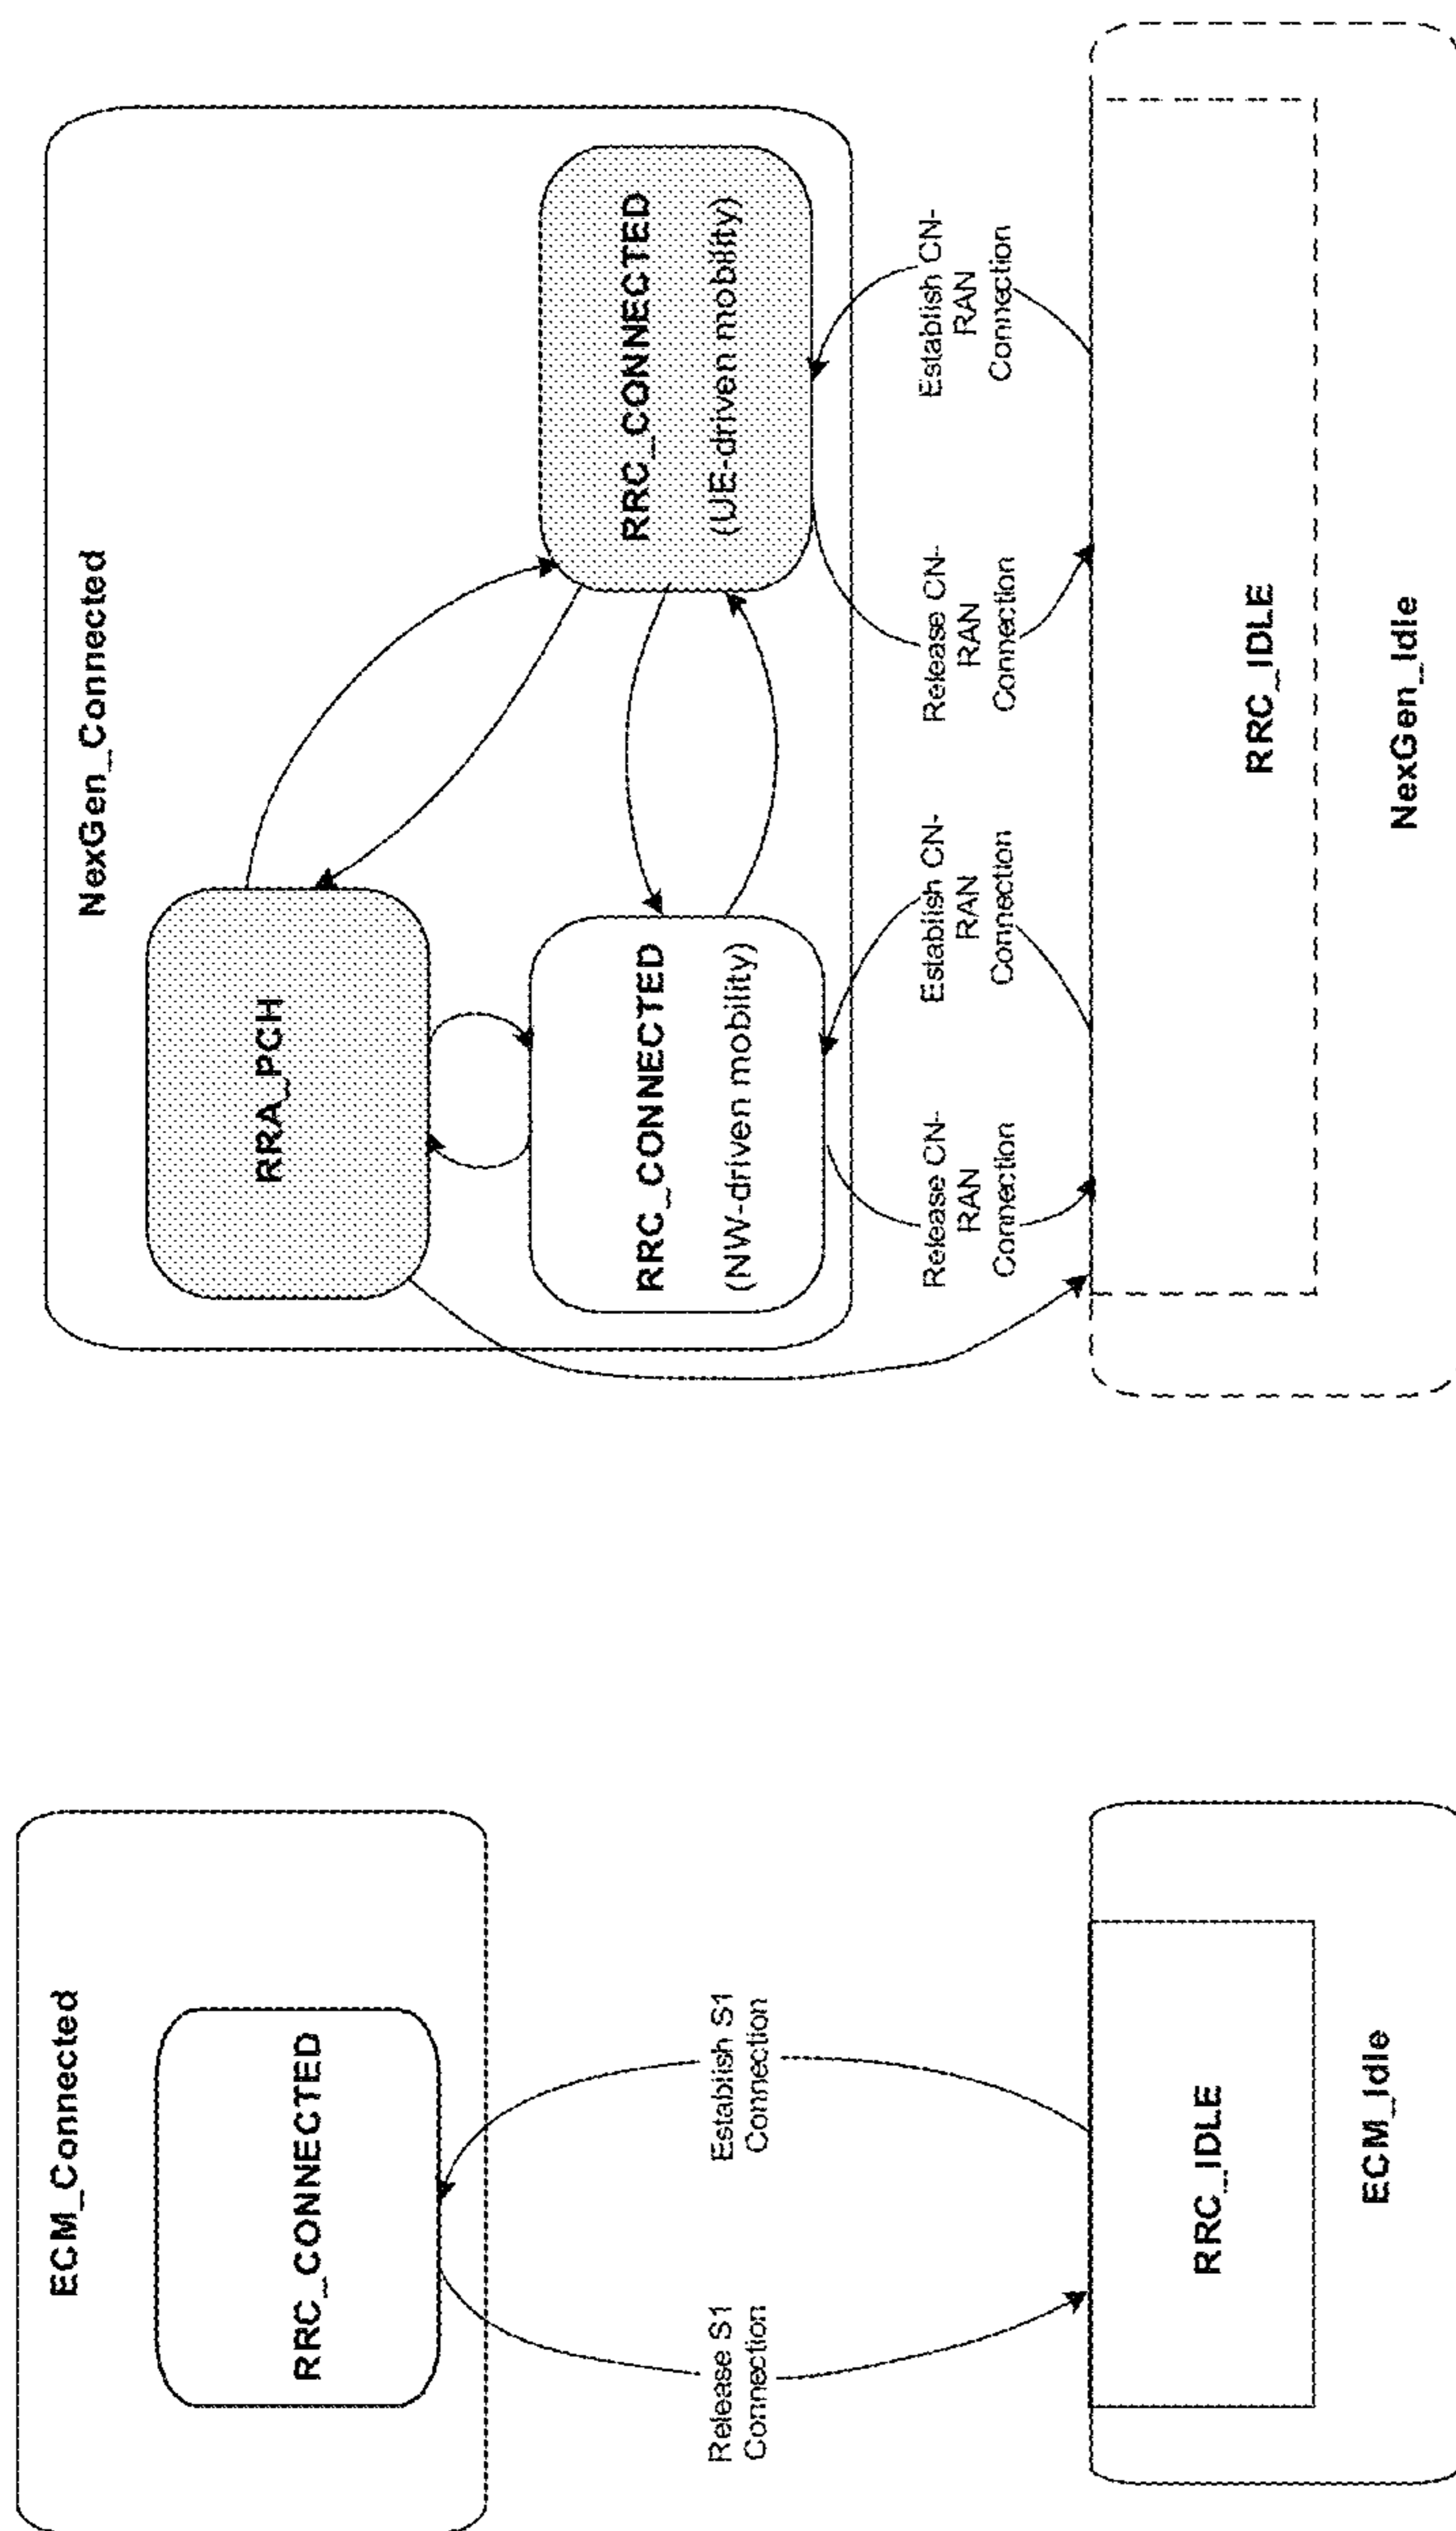 ECM_Connected
RRC_CONNECTED
Release S1
Connection
Establish S1
Connection
RRC_IDLE
ECM_Idle
NexGen_Connected
RRA_PCH
RRC_CONNECTED
(NW-driven mobility)
RRC_CONNECTED
(UE-driven mobility)
Release CN-
RAN
Connection
Establish CN-
RAN
Connection
Release CN-
RAN
Connection
Establish CN-
RAN
Connection
RRC_IDLE
NexGen_Idle